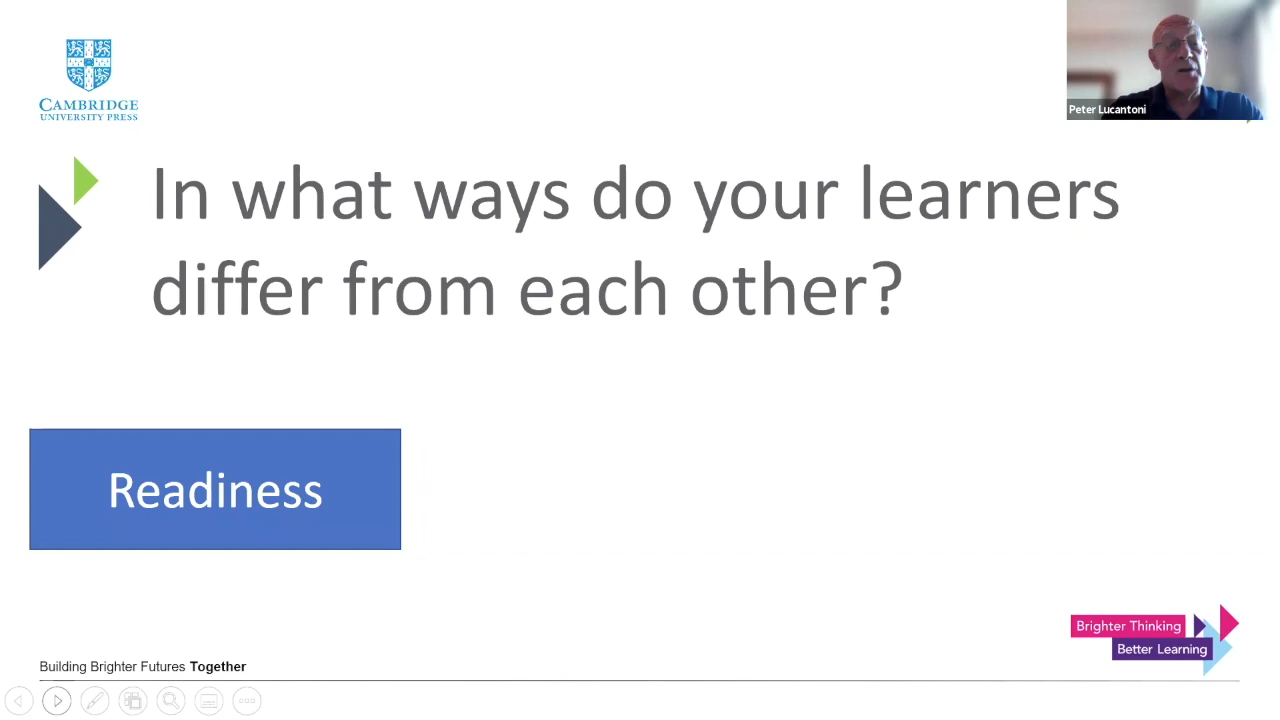 CAMBRIDGE
UNIVERSITY PRESS
Peter Lucantoni
In what ways do your learners
differ from each other?
Readiness
Brighter Thinking
Better Learning
Building Brighter Futures Together